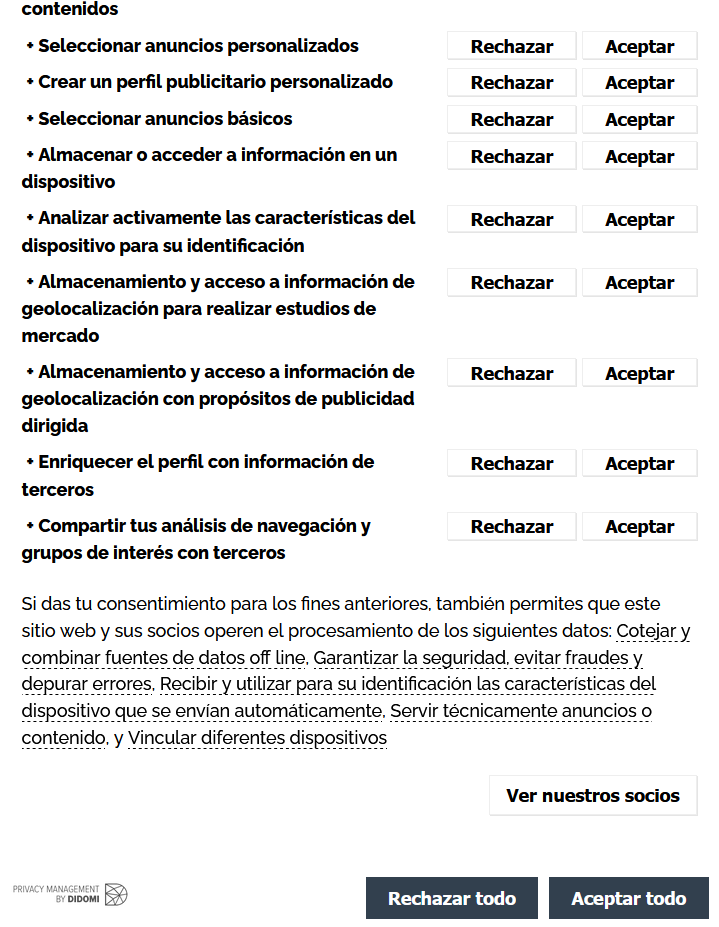 contenidos
+ Seleccionar anuncios personalizados Rechazar Aceptar
+ Crear un perfil publicitario personalizado Rechazar Aceptar
+ Seleccionar anuncios básicos Rechazar Aceptar
+ Almacenar o acceder a información en un Rechazar Aceptar
dispositivo
+ Analizar activamente las características del Rechazar Aceptar
dispositivo para su identificación
+ Almacenamiento y acceso a información de Rechazar Aceptar
geolocalización para realizar estudios de
mercado
+ Almacenamiento y acceso a información de Rechazar Aceptar
geolocalización con propósitos de publicidad
dirigida
+ Enriquecer el perfil con información de Rechazar Aceptar
terceros
+ Compartir tus análisis de navegación y Rechazar Aceptar
grupos de interés con terceros
Si das tu consentimiento para los fines anteriores, también permites que este
sitio web y sus socios operen el procesamiento de los siguientes datos: Cotejar y
combinar fuentes de datos off line, Garantizar la seguridad, evitar fraudes y
depurar errores, Recibir y utilizar para su identificación las características del
dispositivo que se envían automáticamente, Servir técnicamente anuncios o
contenido, y Vincular diferentes dispositivos
Ver nuestros socios
PRIVACY MANAGEMENT
BY DIDOMI
Rechazar todo Aceptar todo